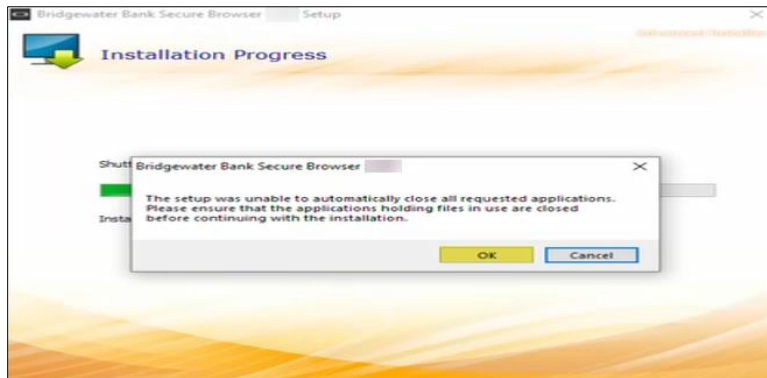 Bridgewater Bank Secure Browser Setup
Installation Progress
Shutt
Bridgewater Bank Secure Browser
The setup was unable to automatically close all requested applications.
Please ensure that the applications holding files in use are closed
before continuing with the installation.
Insta
OK Cancel